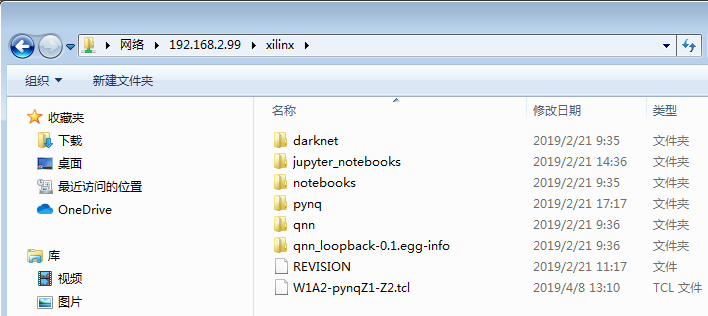 网络 192.168.2.99 xilinx
组织 新建文件夹
收藏夹
下载
桌面
最近访问的位置
OneDrive
库
视频
图片
名称 修改日期 类型
darknet 2019/2/21 9:35 文件夹
jupyter_notebooks 2019/2/21 14:36 文件夹
notebooks 2019/2/21 9:35 文件夹
pynq 2019/2/21 17:17 文件夹
qnn 2019/2/21 9:36 文件夹
qnn_loopback-0.1.egg-info 2019/2/21 9:36 文件夹
REVISION 2019/2/21 11:17 文件
W1A2-pynqZ1-Z2.tcl 2019/4/8 13:10 TCL 文件